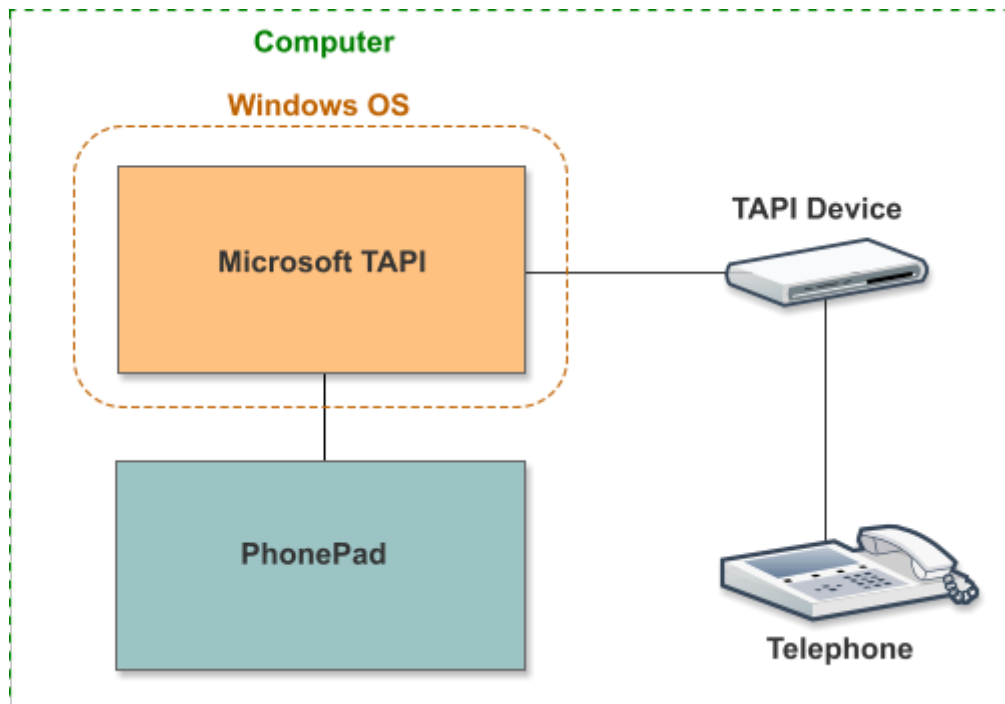 Computer
Windows OS
Microsoft TAPI
TAPI Device
PhonePad
Telephone